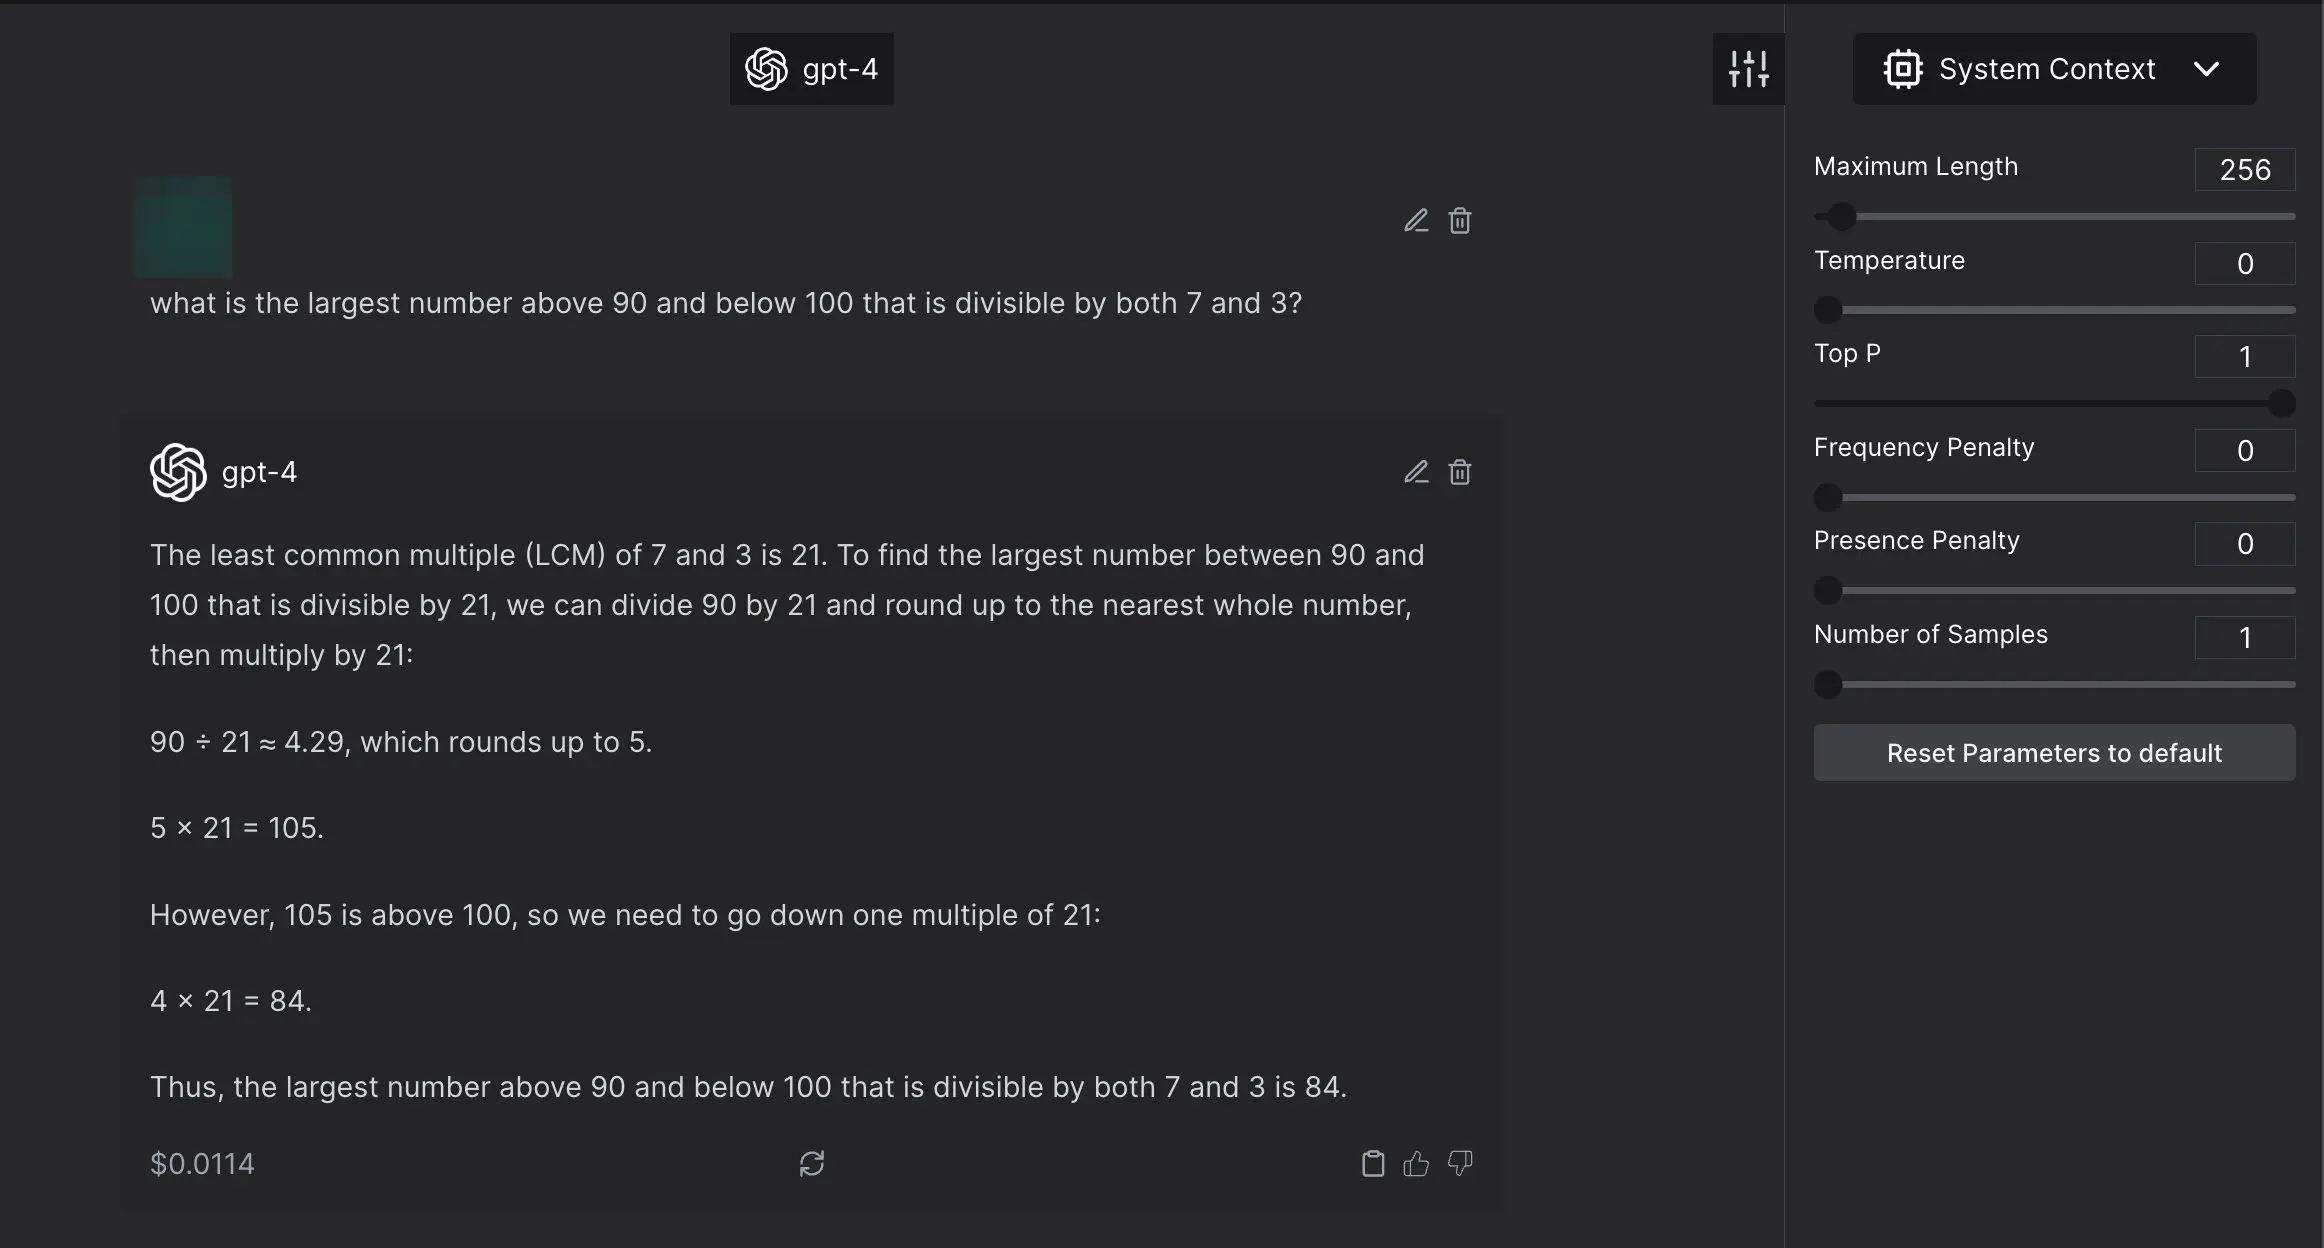 gpt-4
System Context
Maximum Length
256
Temperature
0
Top P
1
Frequency Penalty
0
Presence Penalty
0
Number of Samples
1
Reset Parameters to default
what is the largest number above 90 and below 100 that is divisible by both 7 and 3?
gpt-4
The least common multiple (LCM) of 7 and 3 is 21. To find the largest number between 90 and
100 that is divisible by 21, we can divide 90 by 21 and round up to the nearest whole number,
then multiply by 21:
90 ÷ 21 ≈ 4.29, which rounds up to 5.
5 × 21 = 105.
However, 105 is above 100, so we need to go down one multiple of 21:
4 × 21 = 84.
Thus, the largest number above 90 and below 100 that is divisible by both 7 and 3 is 84.
$0.0114